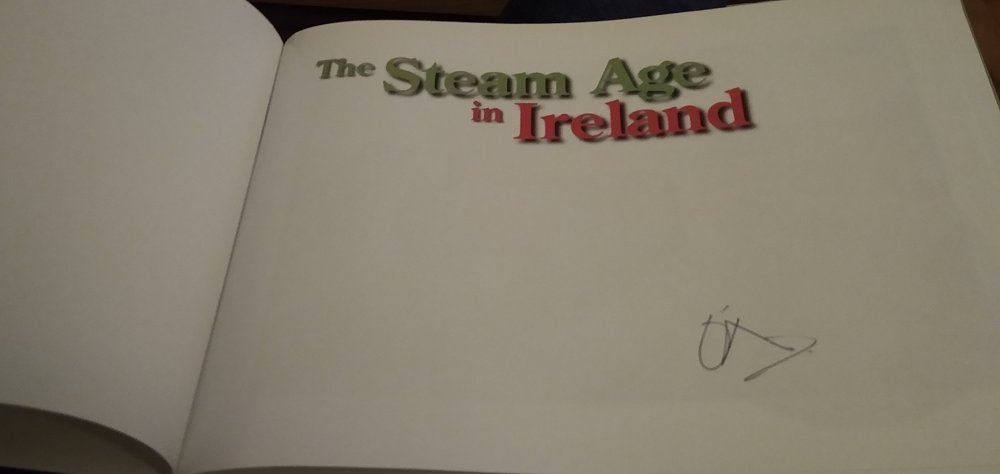 The Steam Age
in Ireland